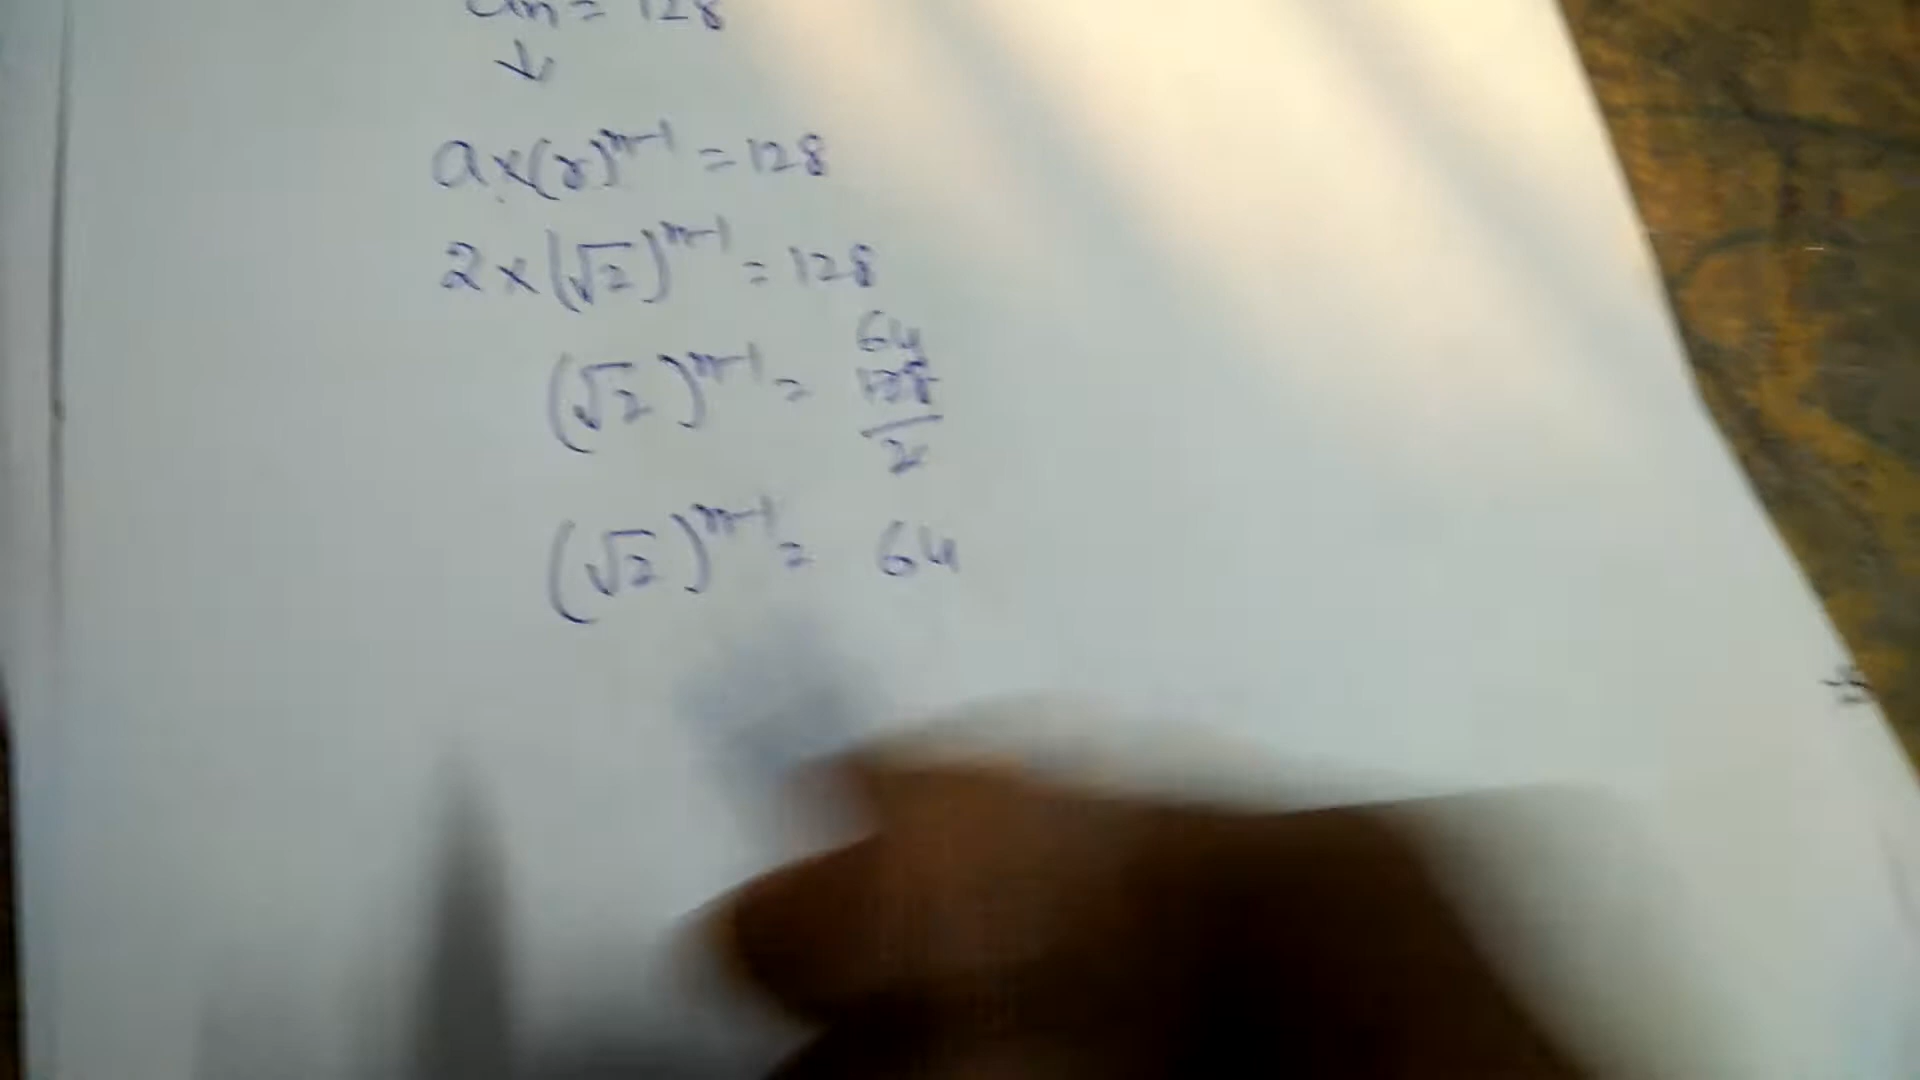 an = 128
↓
a×(r)^n-1 = 128
2×(√2)^n-1 = 128
(√2)^n-1 = 64
128/2
(√2)^n-1 = 64